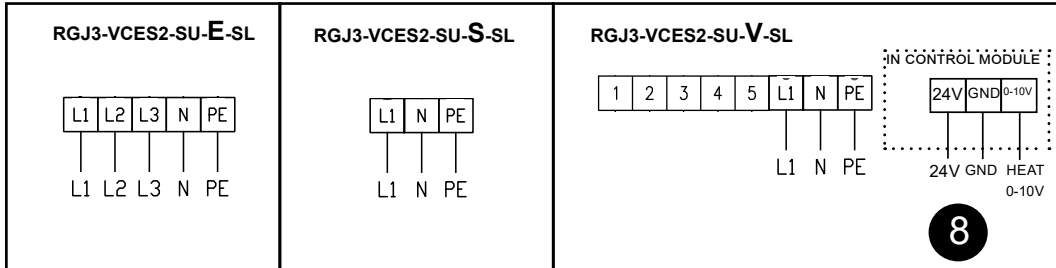 RGJ3-VCES2-SU-E-SL
L1 L2 L3 N PE
L1 L2 L3 N PE
RGJ3-VCES2-SU-S-SL
L1 N PE
L1 N PE
RGJ3-VCES2-SU-V-SL
1 2 3 4 5 L1 N PE
L1 N PE
IN CONTROL MODULE
24V GND 0-10V
24V GND HEAT
0-10V
8